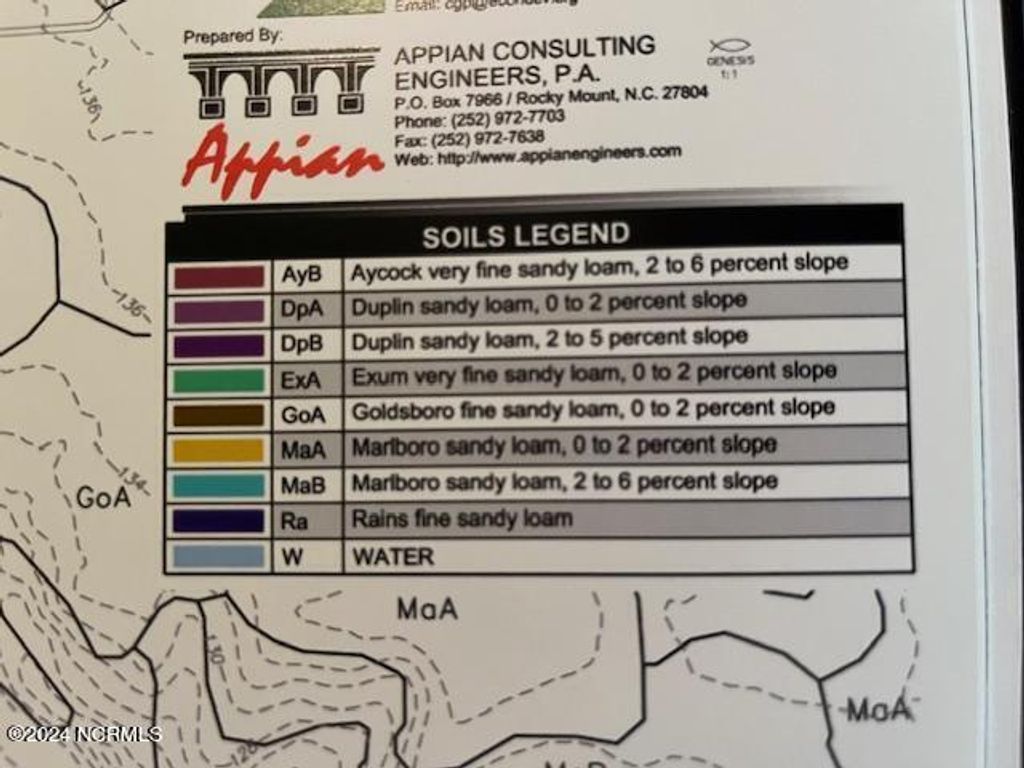 Prepared By:
Appian
APPIAN CONSULTING
ENGINEERS, P.A.
P.O. Box 7966 / Rocky Mount, N.C. 27804
Phone: (252) 972-7703
Fax: (252) 972-7638
Web: http://www.appianengineers.com
GENESIS
1:1
SOILS LEGEND
AyB Aycock very fine sandy loam, 2 to 6 percent slope
DpA Duplin sandy loam, 0 to 2 percent slope
DpB Duplin sandy loam, 2 to 5 percent slope
ExA Exum very fine sandy loam, 0 to 2 percent slope
GoA Goldsboro fine sandy loam, 0 to 2 percent slope
MaA Marlboro sandy loam, 0 to 2 percent slope
MaB Marlboro sandy loam, 2 to 6 percent slope
Ra Rains fine sandy loam
W WATER
136
136
134
GoA
MaA
130
MaA
©2024 NCRMLS